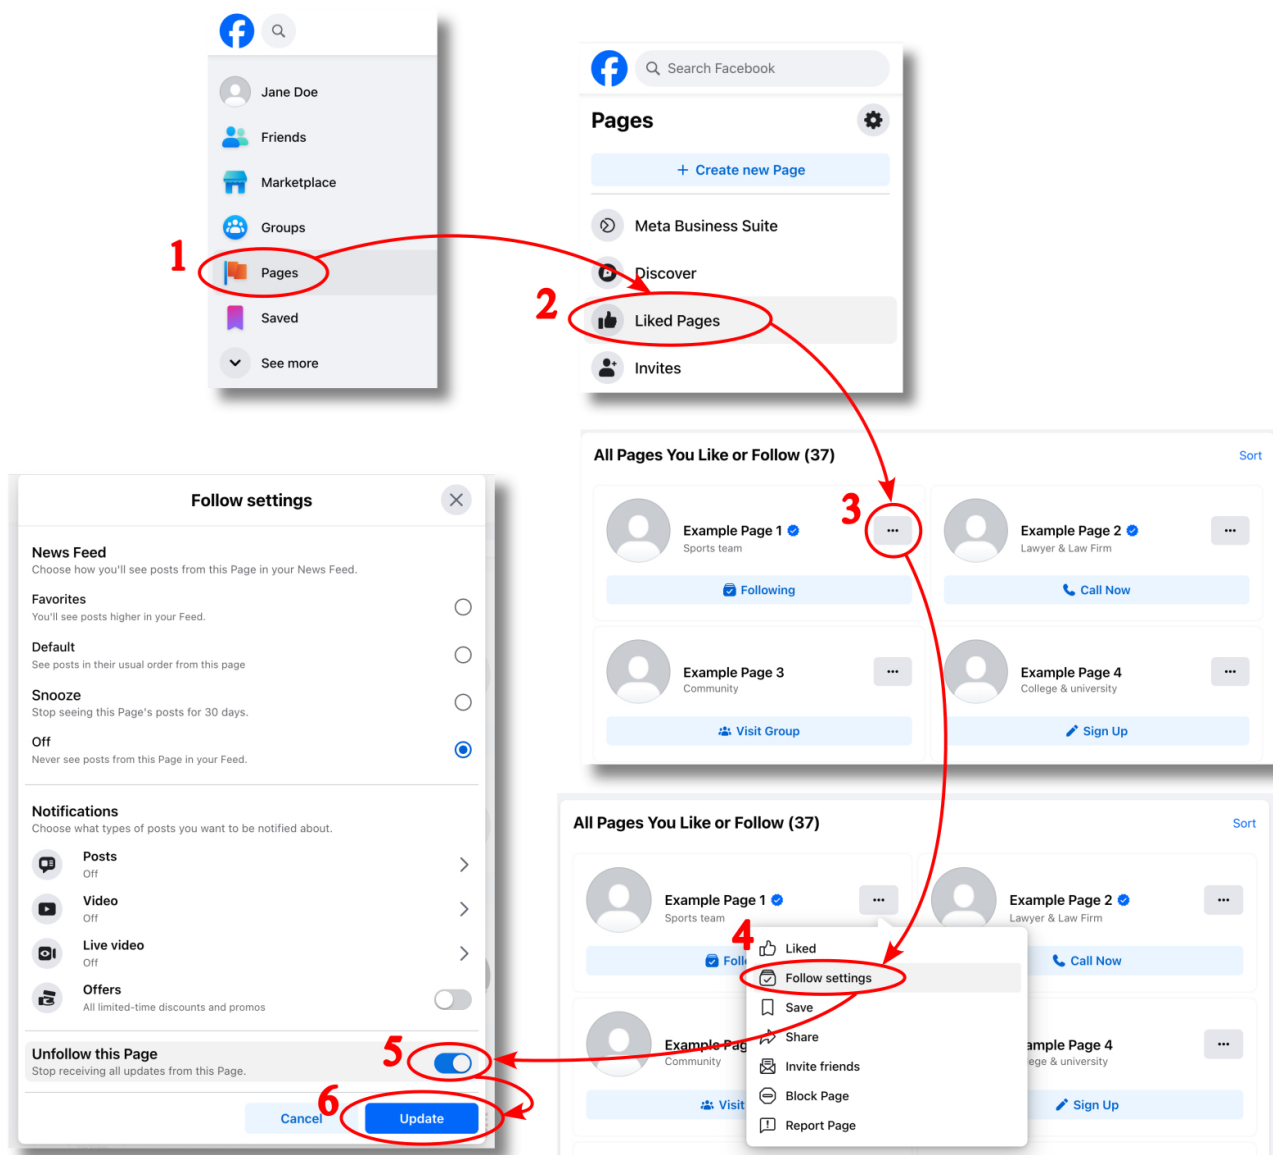 Jane Doe
Friends
Marketplace
Groups
1
Pages
Saved
See more
Search Facebook
Pages
+ Create new Page
Meta Business Suite
Discover
2
Liked Pages
Invites
All Pages You Like or Follow (37)
Sort
Example Page 1
Sports team
3
...
Following
Example Page 2
Lawyer & Law Firm
...
Call Now
Example Page 3
Community
...
Visit Group
Example Page 4
College & university
...
Sign Up
All Pages You Like or Follow (37)
Sort
Example Page 1
Sports team
...
Example Page 2
Lawyer & Law Firm
...
Call Now
4
Liked
Follow settings
Save
Share
Invite friends
Block Page
Report Page
Example
Community
Visit
Page 4
university
...
Sign Up
Follow settings
News Feed
Choose how you'll see posts from this Page in your News Feed.
Favorites
You'll see posts higher in your Feed.
Default
See posts in their usual order from this page
Snooze
Stop seeing this Page's posts for 30 days.
Off
Never see posts from this Page in your Feed.
Notifications
Choose what types of posts you want to be notified about.
Posts
Off
Video
Off
Live video
Off
Offers
All limited-time discounts and promos
Unfollow this Page
Stop receiving all updates from this Page.
5
6
Cancel
Update